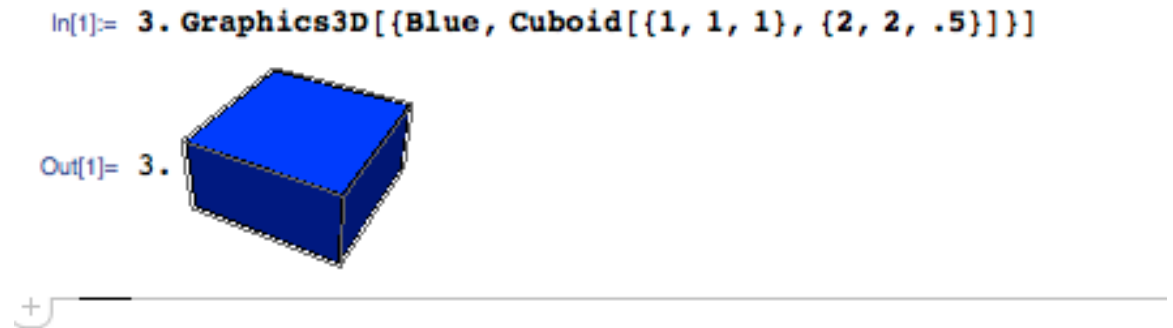 In[1]:= 3. Graphics3D[{Blue, Cuboid[{1, 1, 1}, {2, 2, .5}]}]
Out[1]= 3.
+